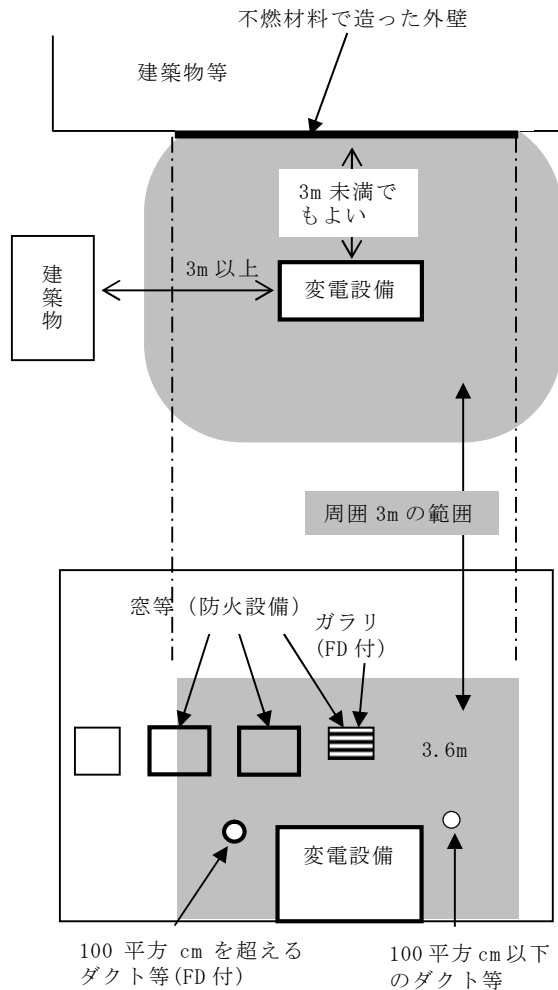 不燃材料で造った外壁
建築物等
3m 未満で
もよい
3m 以上
建築物
変電設備
周囲 3m の範囲
窓等（防火設備）
ガラリ
(FD 付)
3.6m
変電設備
100 平方 cm を超える
ダクト等(FD 付)
100 平方 cm 以下
のダクト等